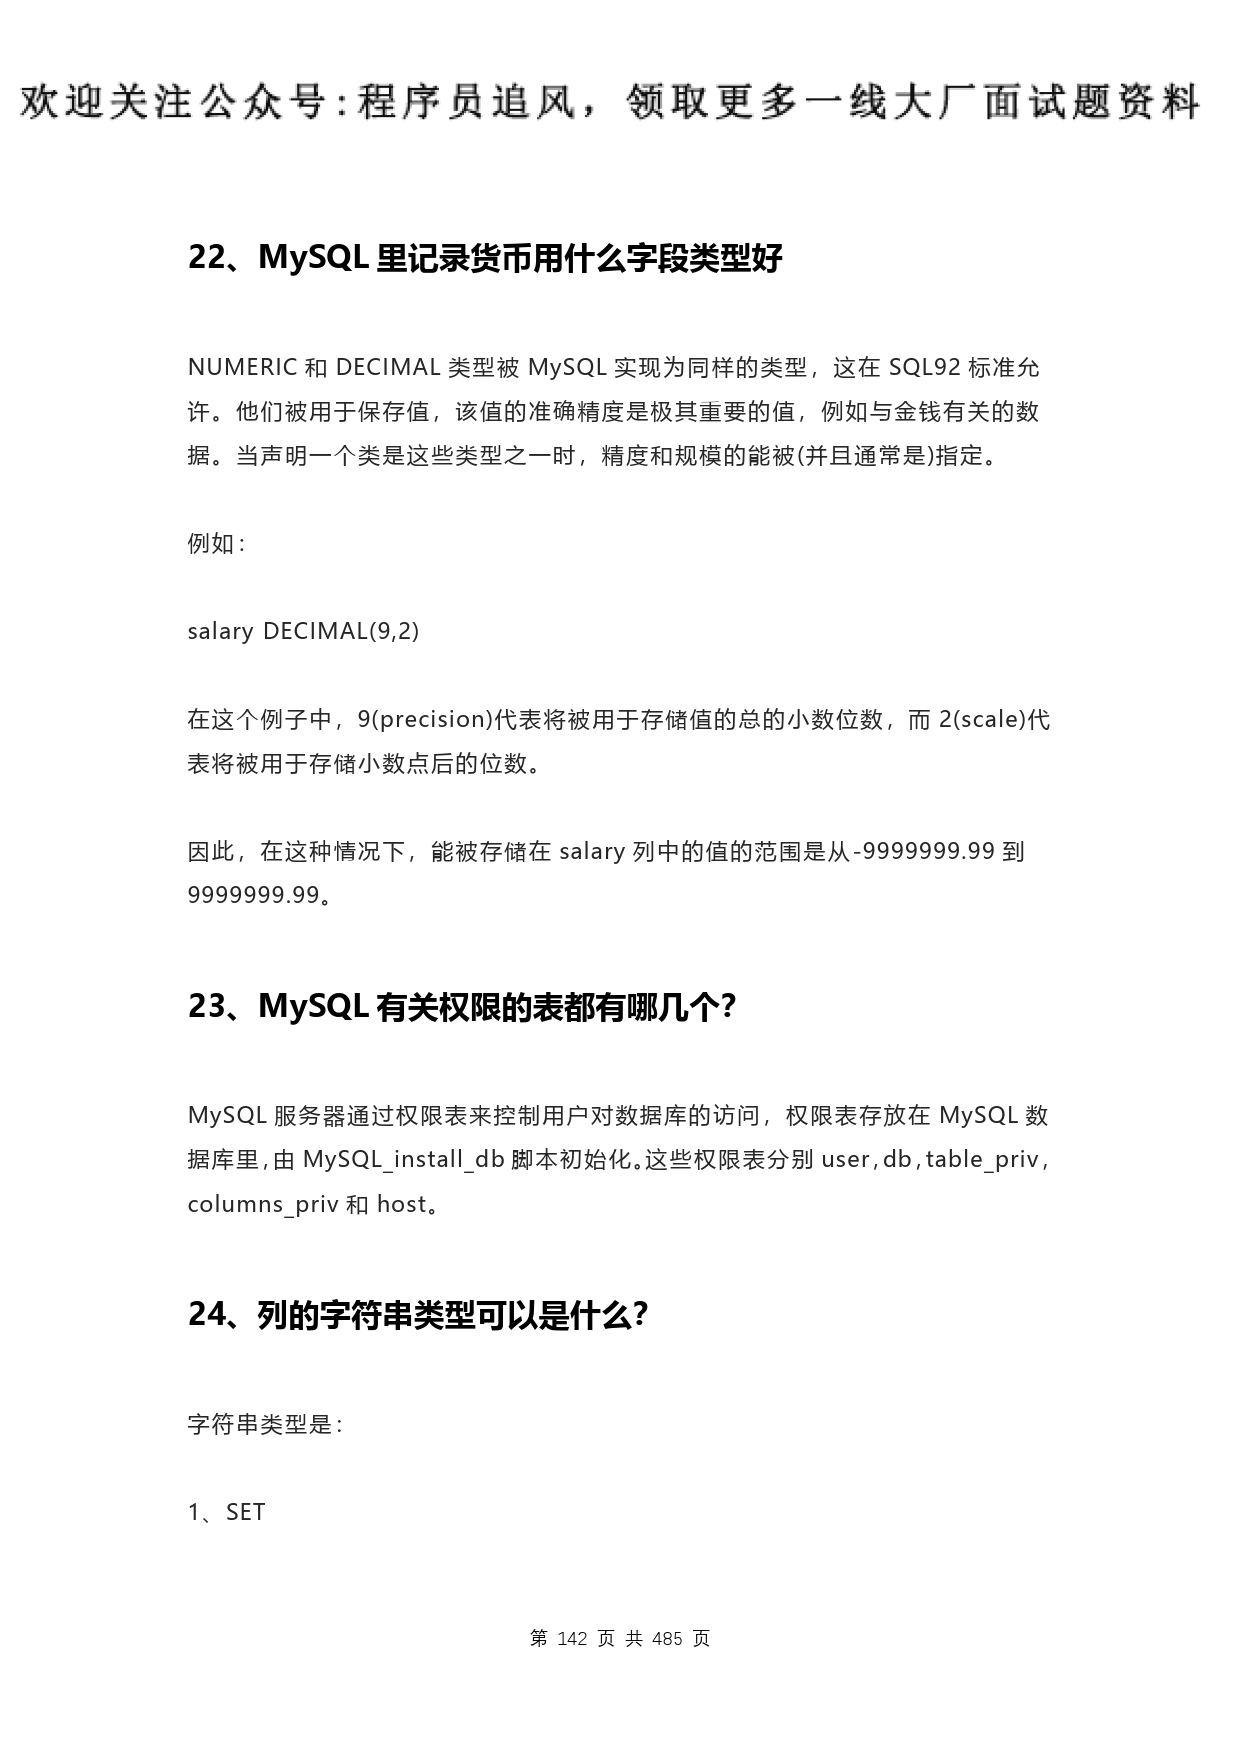 欢迎关注公众号:程序员追风，领取更多一线大厂面试题资料
22、MySQL 里记录货币用什么字段类型好
NUMERIC 和 DECIMAL 类型被 MySQL 实现为同样的类型，这在 SQL92 标准允
许。他们被用于保存值，该值的准确精度是极其重要的值，例如与金钱有关的数
据。当声明一个类是这些类型之一时，精度和规模的能被(并且通常是)指定。
例如：
salary DECIMAL(9,2)
在这个例子中，9(precision)代表将被用于存储值的总的小数位数，而 2(scale)代
表将被用于存储小数点后的位数。
因此，在这种情况下，能被存储在 salary 列中的值的范围是从-9999999.99 到
9999999.99。
23、MySQL 有关权限的表都有哪几个？
MySQL 服务器通过权限表来控制用户对数据库的访问，权限表存放在 MySQL 数
据库里，由 MySQL_install_db 脚本初始化。这些权限表分别 user，db，table_priv，
columns_priv 和 host。
24、列的字符串类型可以是什么？
字符串类型是：
1、SET
第 142 页 共 485 页